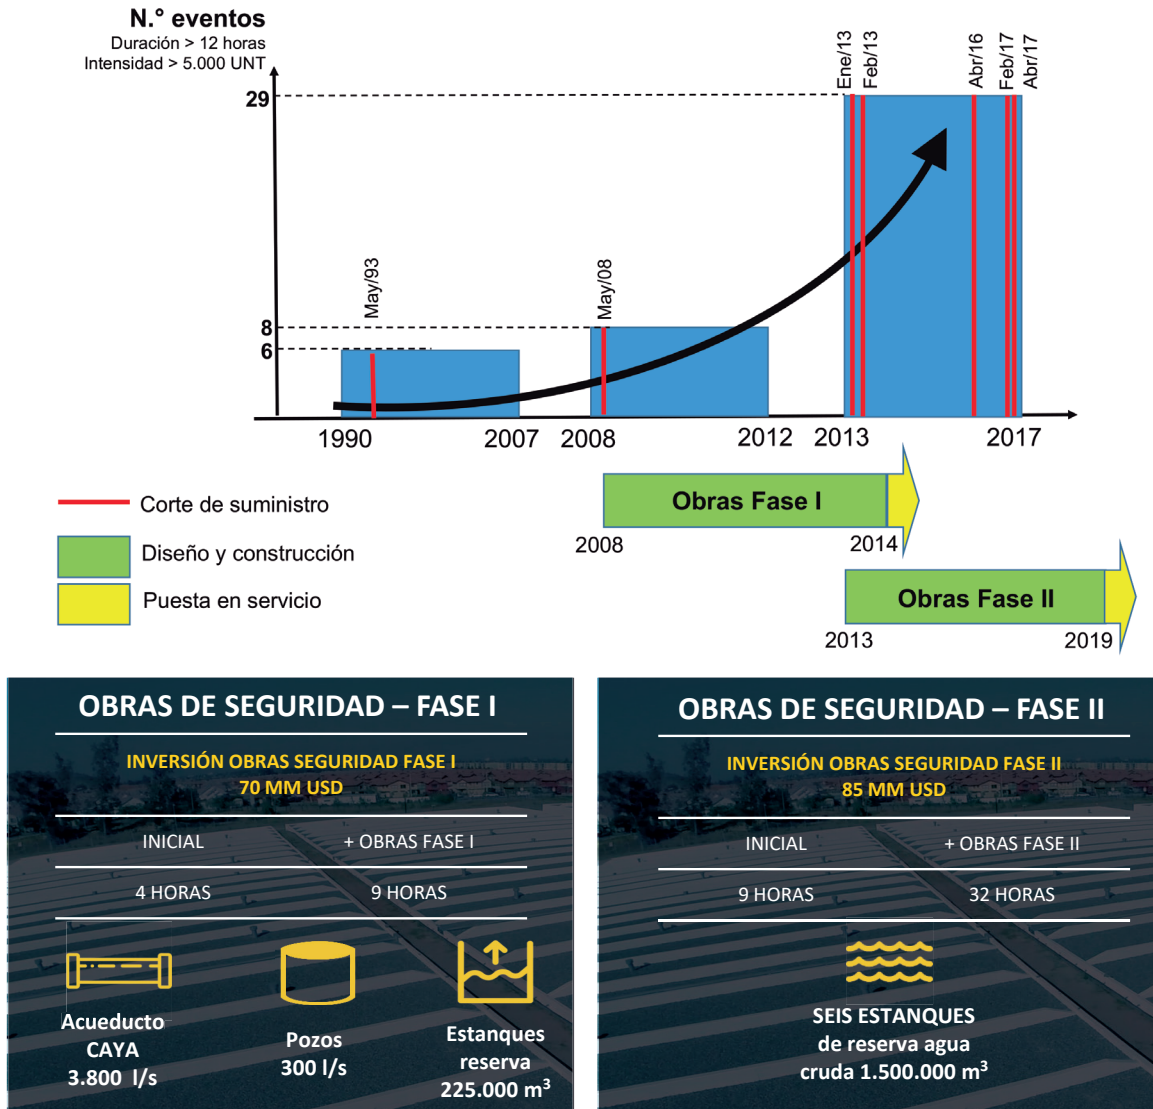 N.° eventos
Duración > 12 horas
Intensidad > 5.000 UNT
29
8
6
May/93
May/08
Ene/13
Feb/13
Abr/16
Feb/17
Abr/17
1990
2007
2008
2012
2013
2017
Corte de suministro
Diseño y construcción
Puesta en servicio
Obras Fase I
2008
2014
Obras Fase II
2013
2019
OBRAS DE SEGURIDAD – FASE I
INVERSIÓN OBRAS SEGURIDAD FASE I
70 MM USD
INICIAL
+ OBRAS FASE I
4 HORAS
9 HORAS
Acueducto
CAYA
3.800 l/s
Pozos
300 l/s
Estanques
reserva
225.000 m³
OBRAS DE SEGURIDAD – FASE II
INVERSIÓN OBRAS SEGURIDAD FASE II
85 MM USD
INICIAL
+ OBRAS FASE II
9 HORAS
32 HORAS
SEIS ESTANQUES
de reserva agua
cruda 1.500.000 m³